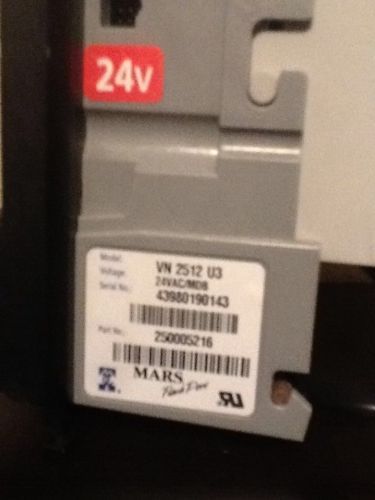 24V
Model: VN 2512 U3
Voltage: 24VAC/MDB
Serial No.: 43980190143
Part No.: 250005216
MARS